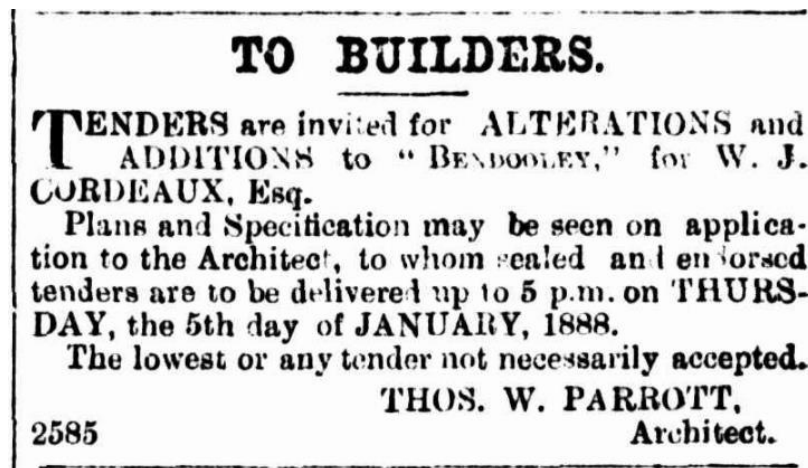 TO BUILDERS.
TENDERS are invited for ALTERATIONS and
ADDITIONS to " BENDOOLEY," for W. J.
CORDEAUX, Esq.
Plans and Specification may be seen on applica-
tion to the Architect, to whom sealed and endorsed
tenders are to be delivered up to 5 p.m. on THURS-
DAY, the 5th day of JANUARY, 1888.
The lowest or any tender not necessarily accepted.
THOS. W. PARROTT,
2585 Architect.